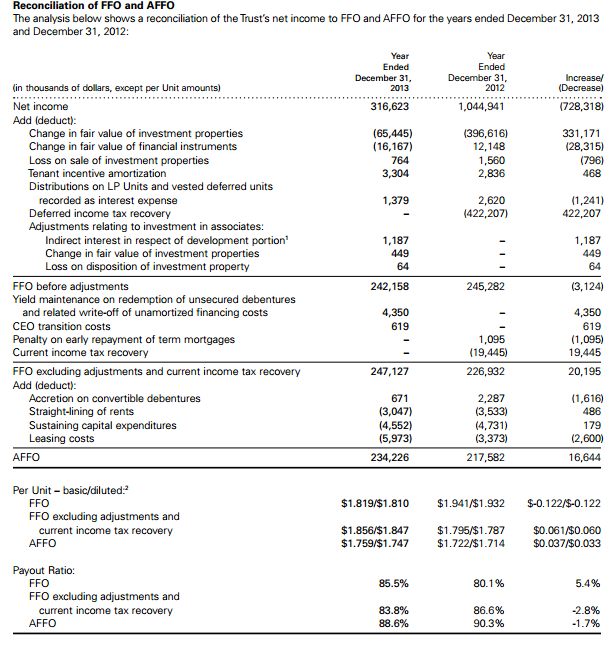 Reconciliation of FFO and AFFO
The analysis below shows a reconciliation of the Trust's net income to FFO and AFFO for the years ended December 31, 2013
and December 31, 2012:
Year Year
Ended Ended
December 31, December 31, Increase/
(in thousands of dollars, except per Unit amounts) 2013 2012 (Decrease)
Net income 316,623 1,044,941 (728,318)
Add (deduct):
Change in fair value of investment properties (65,445) (396,616) 331,171
Change in fair value of financial instruments (16,167) 12,148 (28,315)
Loss on sale of investment properties 764 1,560 (796)
Tenant incentive amortization 3,304 2,836 468
Distributions on LP Units and vested deferred units
recorded as interest expense 1,379 2,620 (1,241)
Deferred income tax recovery – (422,207) 422,207
Adjustments relating to investment in associates:
Indirect interest in respect of development portion¹ 1,187 – 1,187
Change in fair value of investment properties 449 – 449
Loss on disposition of investment property 64 – 64
FFO before adjustments 242,158 245,282 (3,124)
Yield maintenance on redemption of unsecured debentures
and related write-off of unamortized financing costs 4,350 – 4,350
CEO transition costs 619 – 619
Penalty on early repayment of term mortgages – 1,095 (1,095)
Current income tax recovery – (19,445) 19,445
FFO excluding adjustments and current income tax recovery 247,127 226,932 20,195
Add (deduct):
Accretion on convertible debentures 671 2,287 (1,616)
Straight-lining of rents (3,047) (3,533) 486
Sustaining capital expenditures (4,552) (4,731) 179
Leasing costs (5,973) (3,373) (2,600)
AFFO 234,226 217,582 16,644
Per Unit – basic/diluted:²
FFO $1.819/$1.810 $1.941/$1.932 $-0.122/$-0.122
FFO excluding adjustments and
current income tax recovery $1.856/$1.847 $1.795/$1.787 $0.061/$0.060
AFFO $1.759/$1.747 $1.722/$1.714 $0.037/$0.033
Payout Ratio:
FFO 85.5% 80.1% 5.4%
FFO excluding adjustments and
current income tax recovery 83.8% 86.6% -2.8%
AFFO 88.6% 90.3% -1.7%